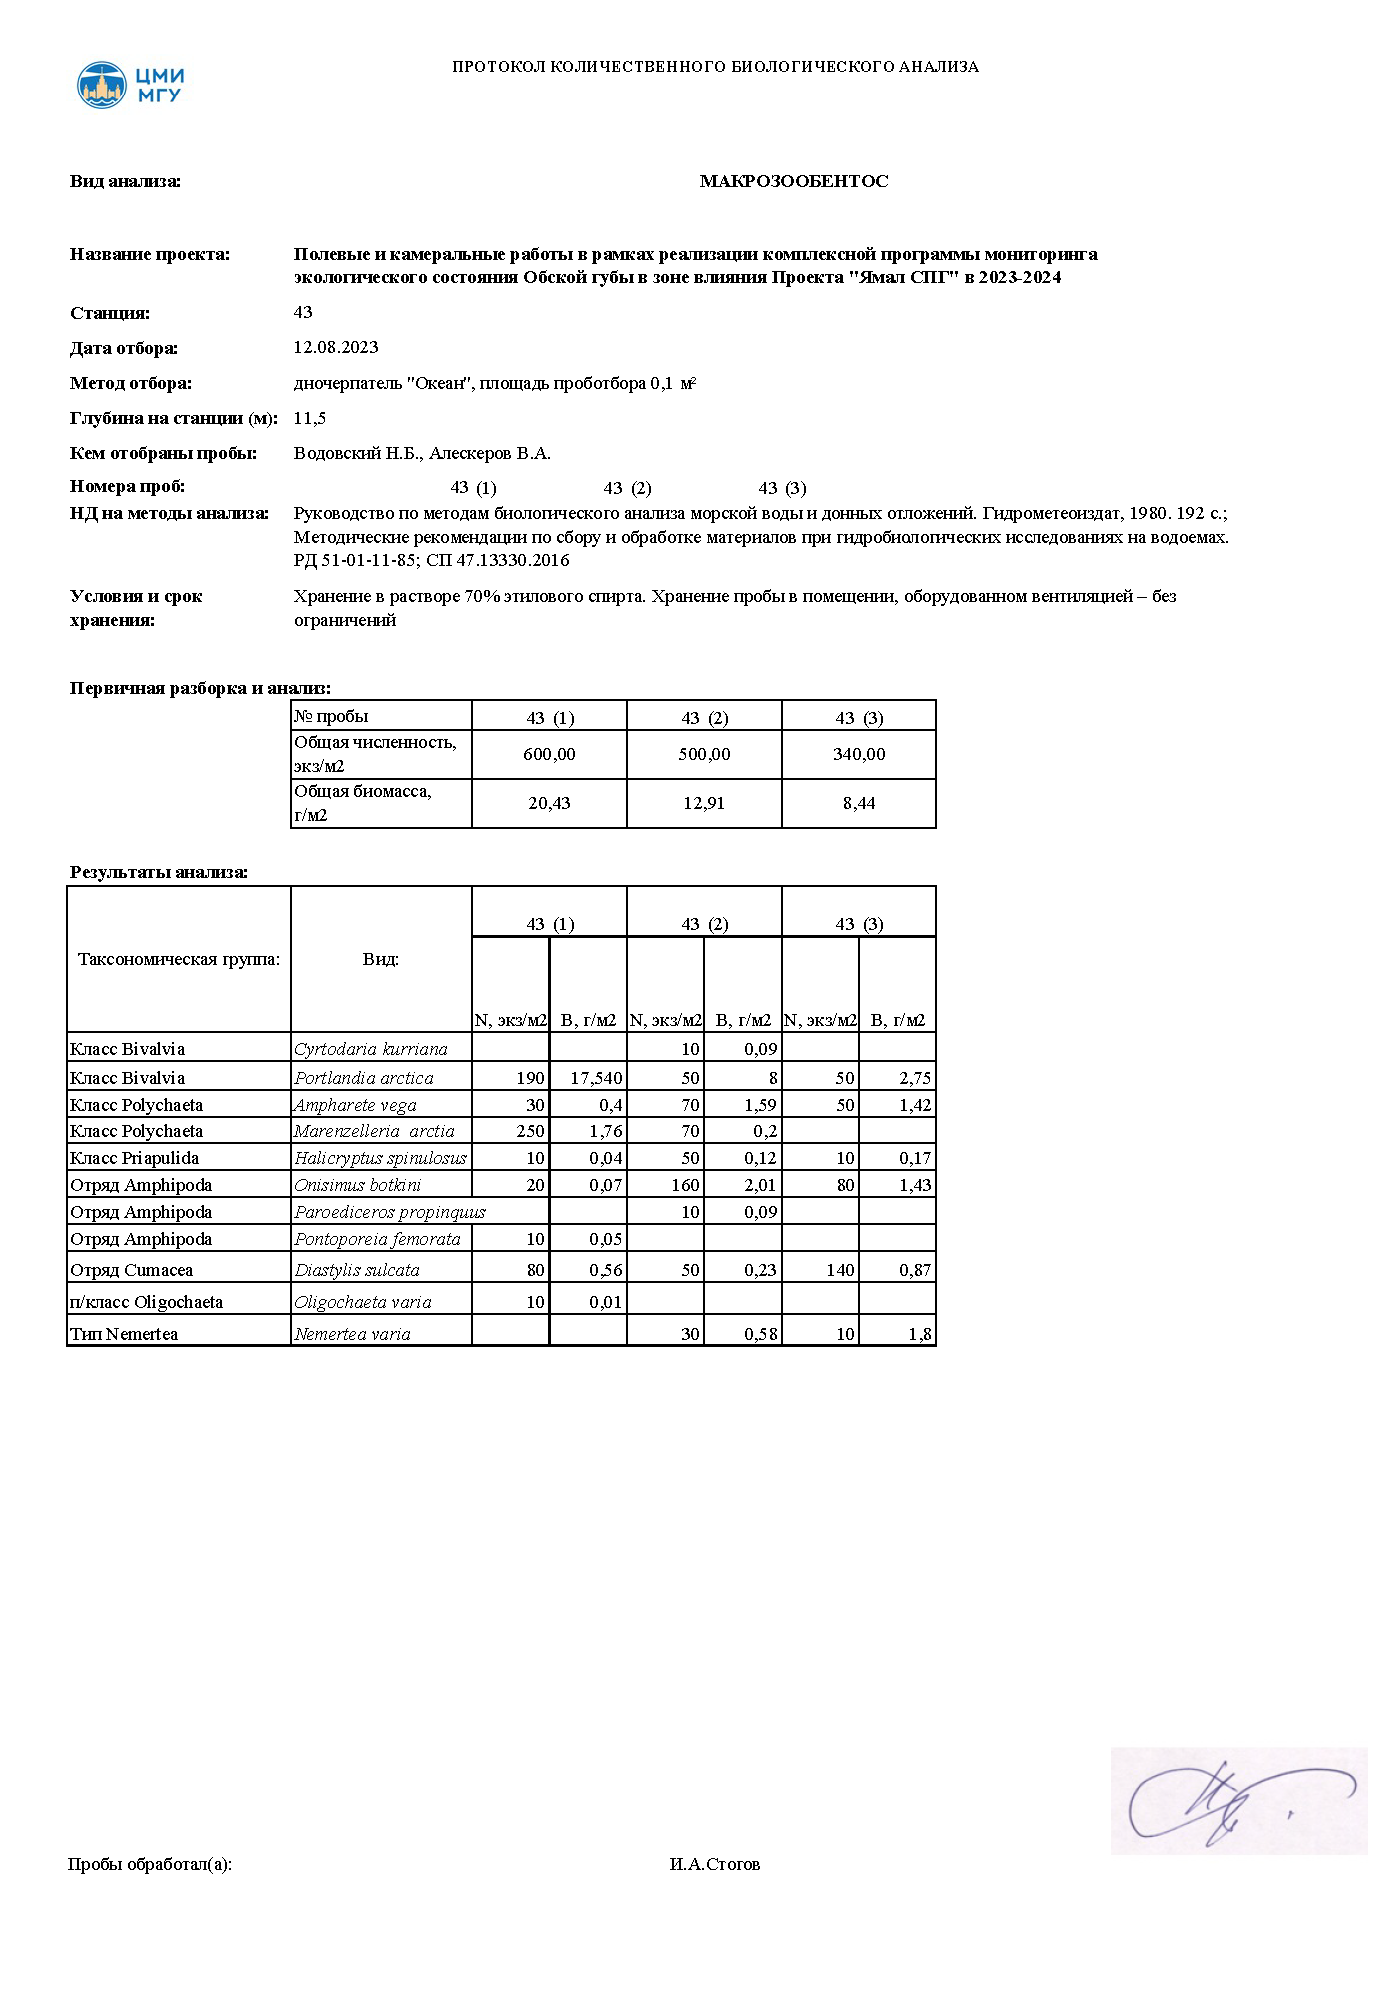 ЦМИ
МГУ
ПРОТОКОЛ КОЛИЧЕСТВЕННОГО БИОЛОГИЧЕСКОГО АНАЛИЗА
Вид анализа: МАКРОЗООБЕНТОС
Название проекта: Полевые и камеральные работы в рамках реализации комплексной программы мониторинга
экологического состояния Обской губы в зоне влияния Проекта "Ямал СПГ" в 2023-2024
Станция: 43
Дата отбора: 12.08.2023
Метод отбора: дночерпатель "Океан", площадь проботбора 0,1 м²
Глубина на станции (м): 11,5
Кем отобраны пробы: Водовский Н.Б., Алескеров В.А.
Номера проб: 43 (1) 43 (2) 43 (3)
НД на методы анализа: Руководство по методам биологического анализа морской воды и донных отложений. Гидрометеоиздат, 1980. 192 с.;
Методические рекомендации по сбору и обработке материалов при гидробиологических исследованиях на водоемах.
РД 51-01-11-85; СП 47.13330.2016
Условия и срок Хранение в растворе 70% этилового спирта. Хранение пробы в помещении, оборудованном вентиляцией – без
хранения: ограничений
Первичная разборка и анализ:
№ пробы 43 (1) 43 (2) 43 (3)
Общая численность,
экз/м2 600,00 500,00 340,00
Общая биомасса,
г/м2 20,43 12,91 8,44
Результаты анализа:
43 (1) 43 (2) 43 (3)
Таксономическая группа: Вид:
N, экз/м2 B, г/м2 N, экз/м2 B, г/м2 N, экз/м2 B, г/м2
Класс Bivalvia Cyrtodaria kurriana 10 0,09
Класс Bivalvia Portlandia arctica 190 17,540 50 8 50 2,75
Класс Polychaeta Ampharete vega 30 0,4 70 1,59 50 1,42
Класс Polychaeta Marenzelleria arctia 250 1,76 70 0,2
Класс Priapulida Halicryptus spinulosus 10 0,04 50 0,12 10 0,17
Отряд Amphipoda Onisimus botkini 20 0,07 160 2,01 80 1,43
Отряд Amphipoda Paroediceros propinquus 10 0,09
Отряд Amphipoda Pontoporeia femorata 10 0,05
Отряд Cumacea Diastylis sulcata 80 0,56 50 0,23 140 0,87
п/класс Oligochaeta Oligochaeta varia 10 0,01
Тип Nemertea Nemertea varia 30 0,58 10 1,8
Пробы обработал(а): И.А.Стогов